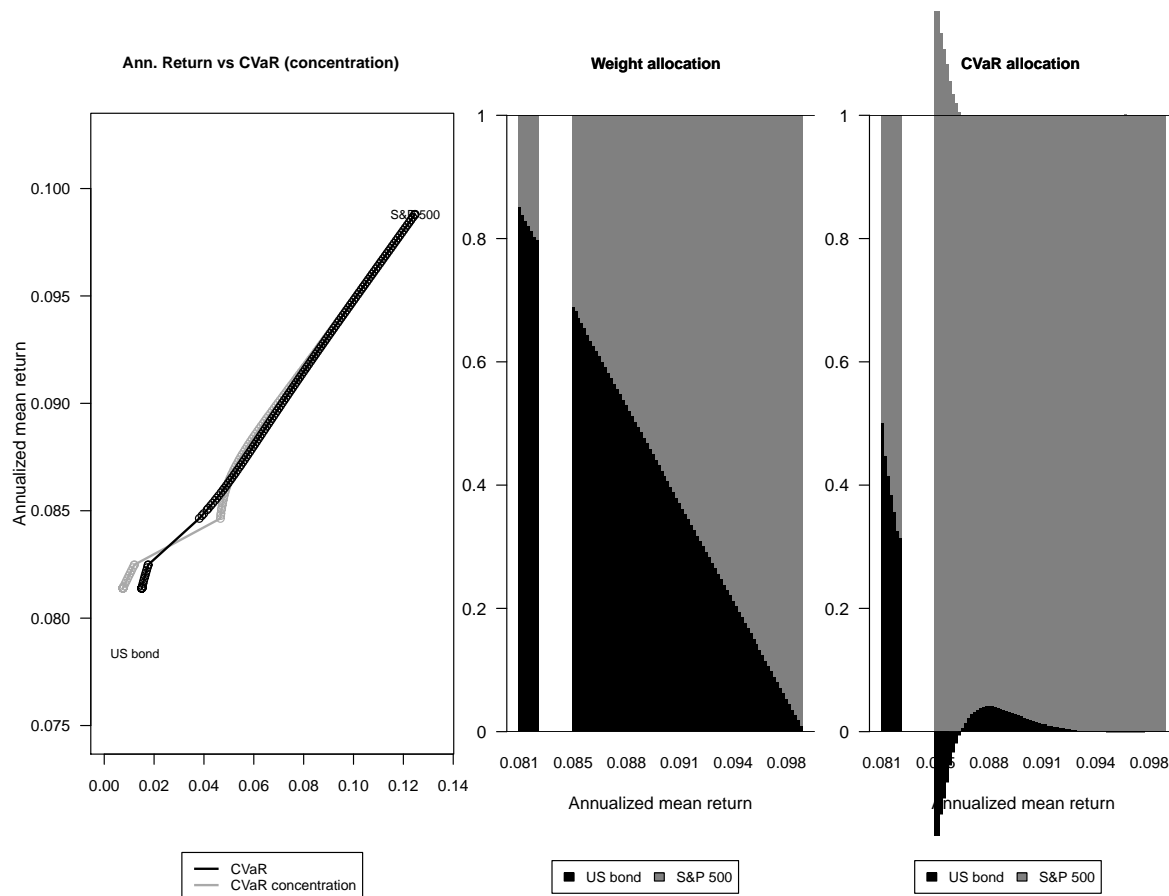 Ann. Return vs CVaR (concentration)
Annualized mean return
0.100
0.095
0.090
0.085
0.080
0.075
S&P 500
US bond
0.00 0.02 0.04 0.06 0.08 0.10 0.12 0.14
CVaR
CVaR concentration
Weight allocation
1
0.8
0.6
0.4
0.2
0
0.081 0.085 0.088 0.091 0.094 0.098
Annualized mean return
US bond S&P 500
CVaR allocation
1
0.8
0.6
0.4
0.2
0
0.081 0.088 0.091 0.094 0.098
Annualized mean return
US bond S&P 500